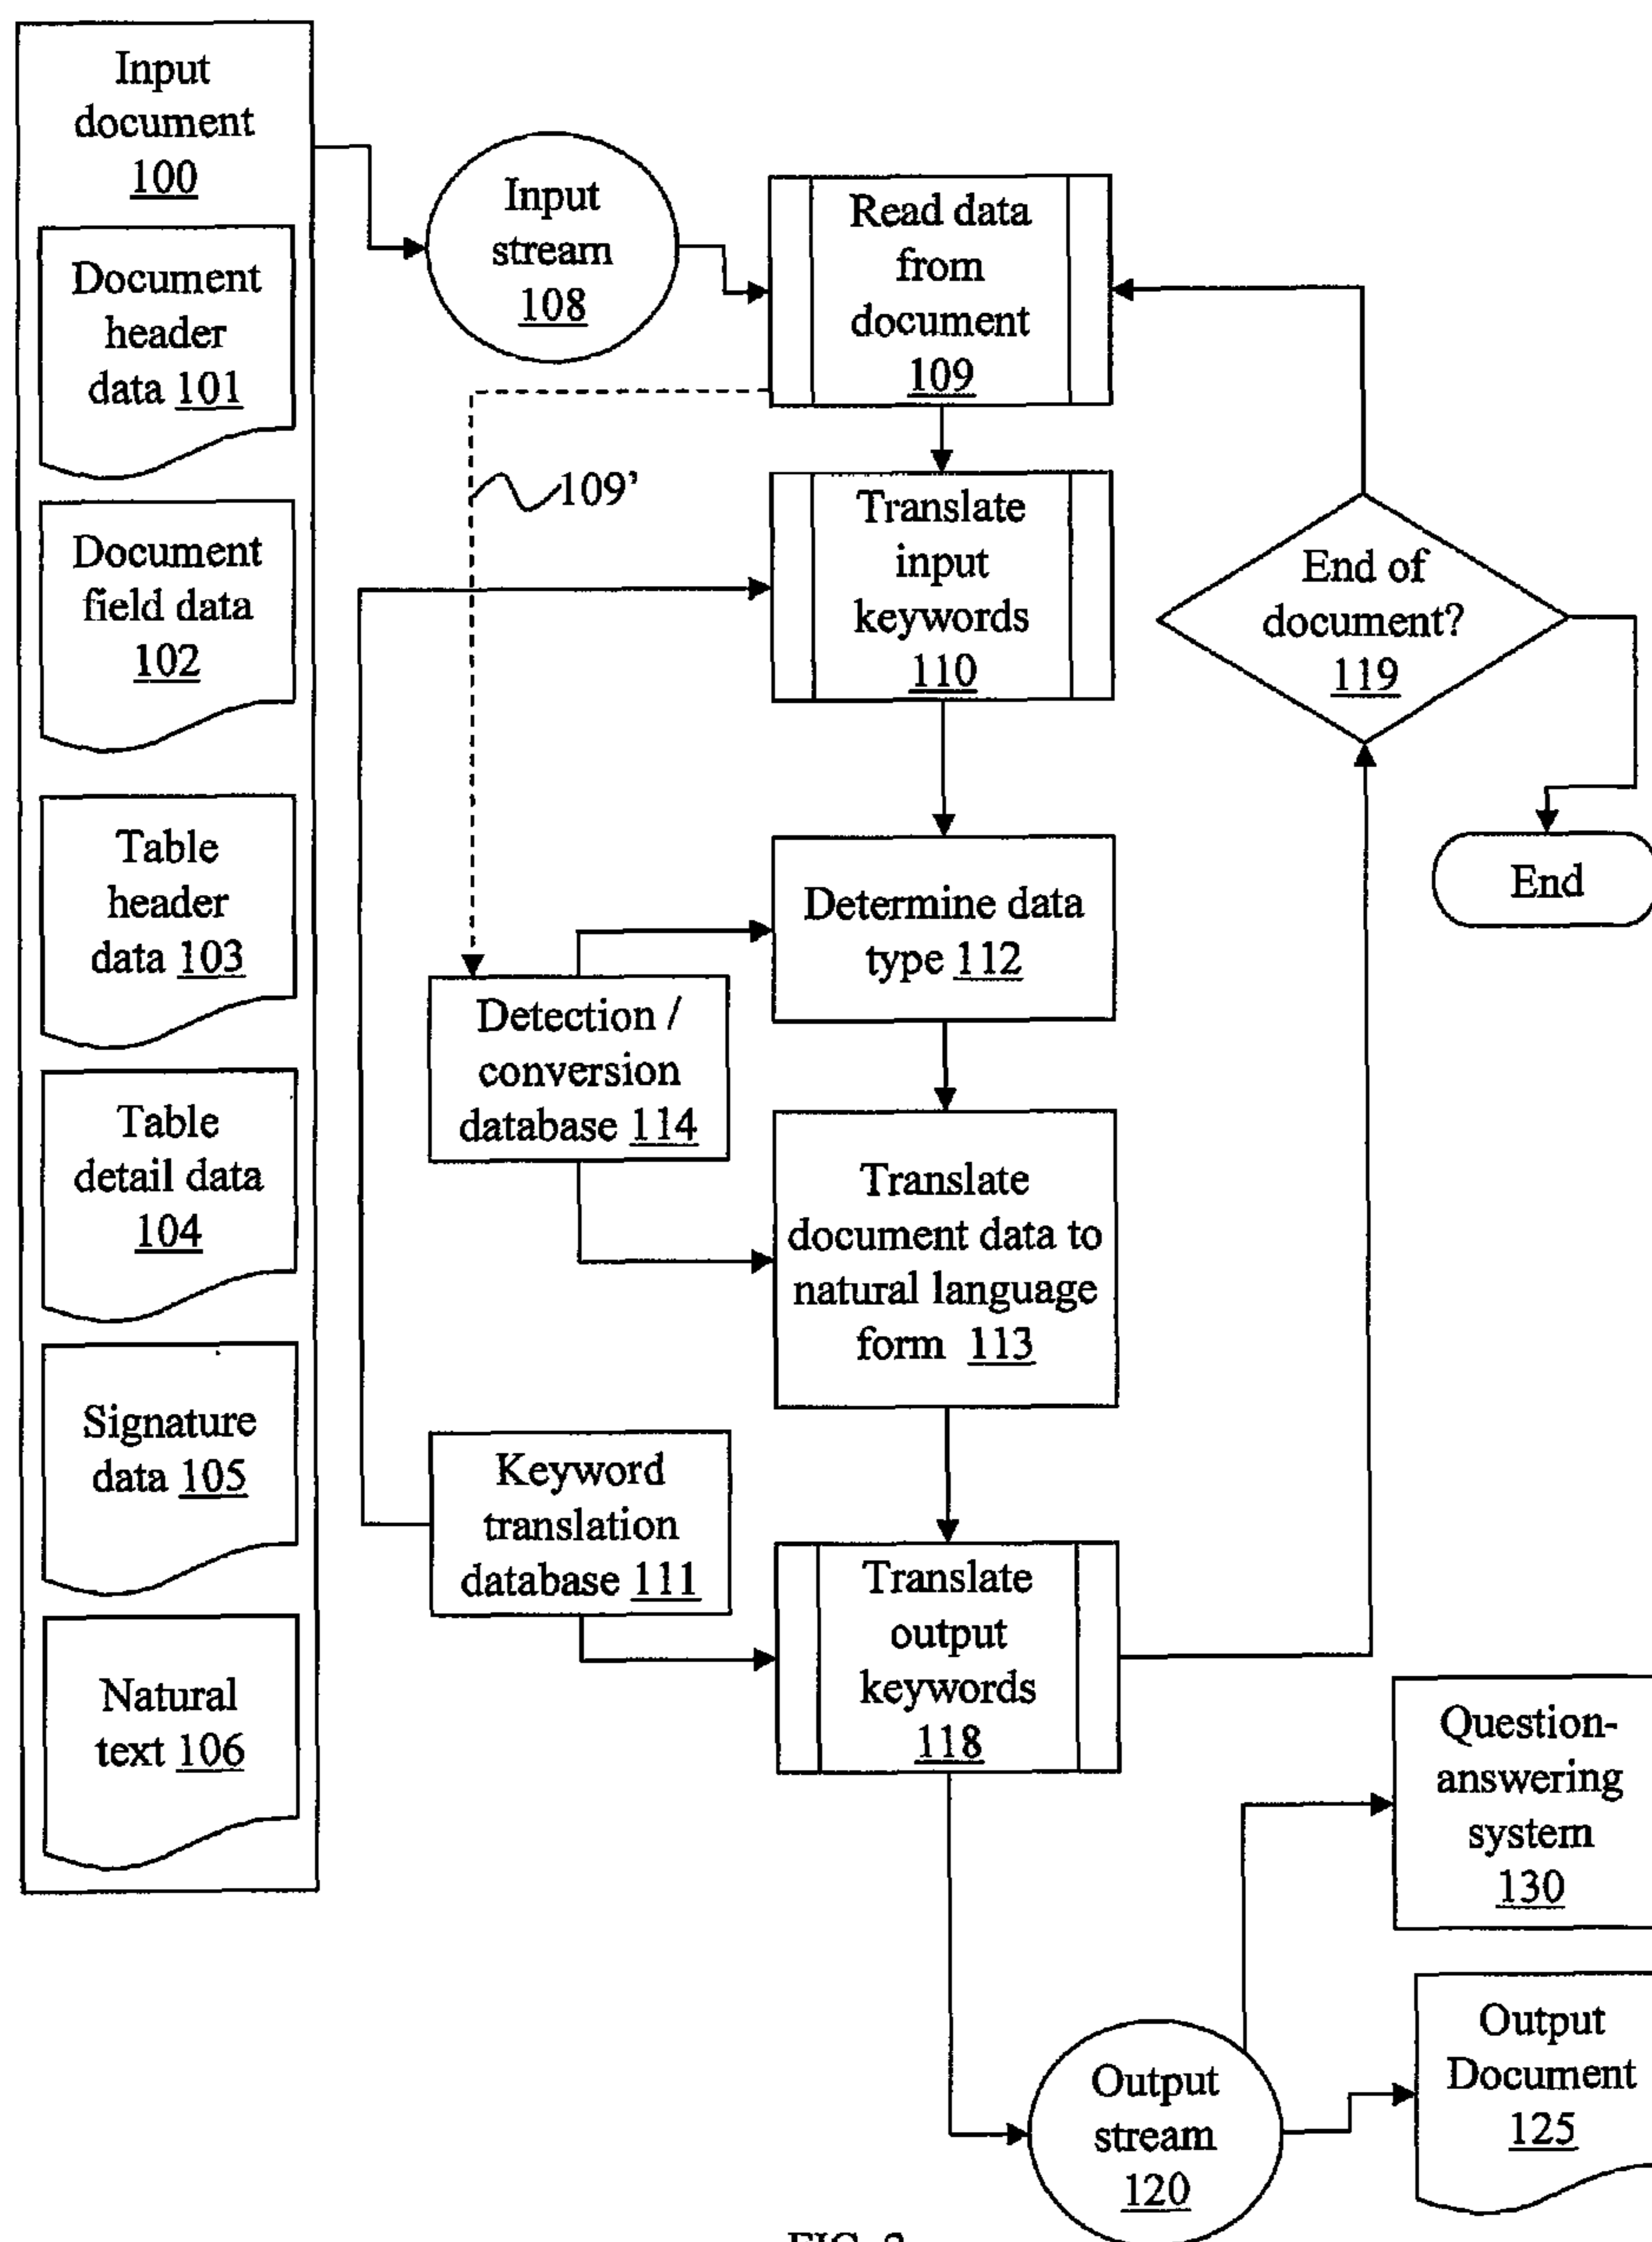 Input
document
100
Document
header
data 101
Document
field data
102
Table
header
data 103
Table
detail data
104
Signature
data 105
Natural
text 106
Input
stream
108
Read data
from
document
109
109'
Translate
input
keywords
110
End of
document?
119
End
Determine data
type 112
Detection /
conversion
database 114
Translate
document data to
natural language
form 113
Keyword
translation
database 111
Translate
output
keywords
118
Question-
answering
system
130
Output
Document
125
Output
stream
120